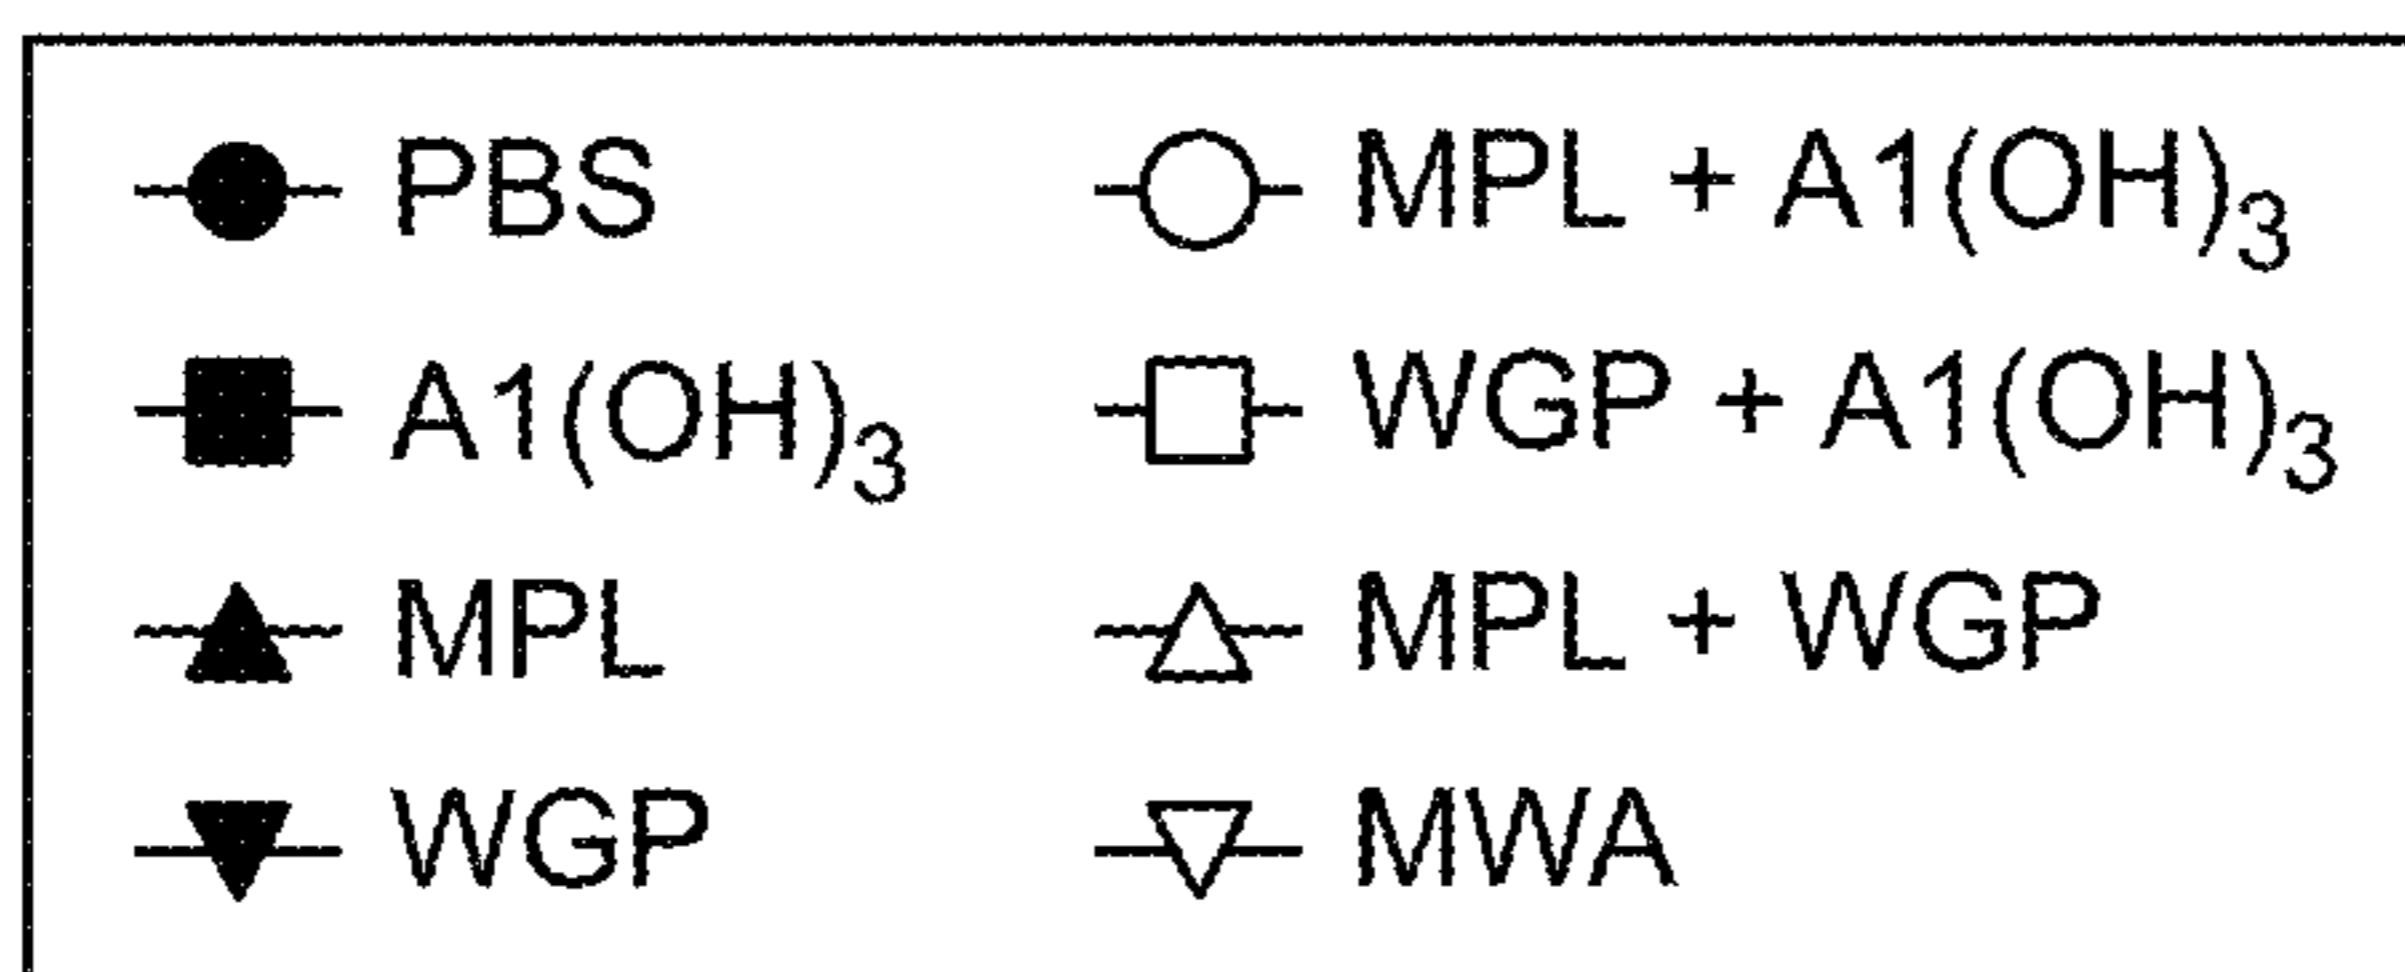 PBS
A1(OH)3
MPL
WGP
MPL + A1(OH)3
WGP + A1(OH)3
MPL + WGP
MWA